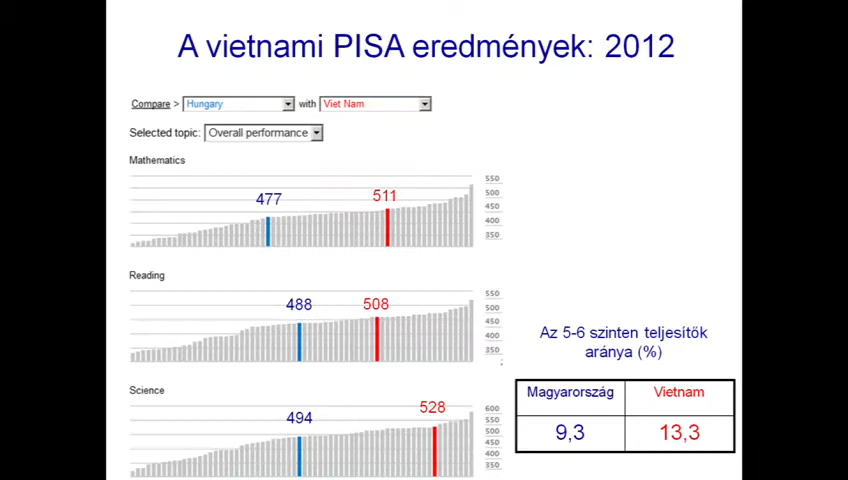 A vietnami PISA eredmények: 2012
Compare > Hungary with Viet Nam
Selected topic: Overall performance
Mathematics
477
511
550
500
450
400
350
Reading
488
508
550
500
450
400
350
Az 5-6 szinten teljesítők
aránya (%)
Magyarország Vietnam
9,3 13,3
Science
494
528
600
550
500
450
400
350